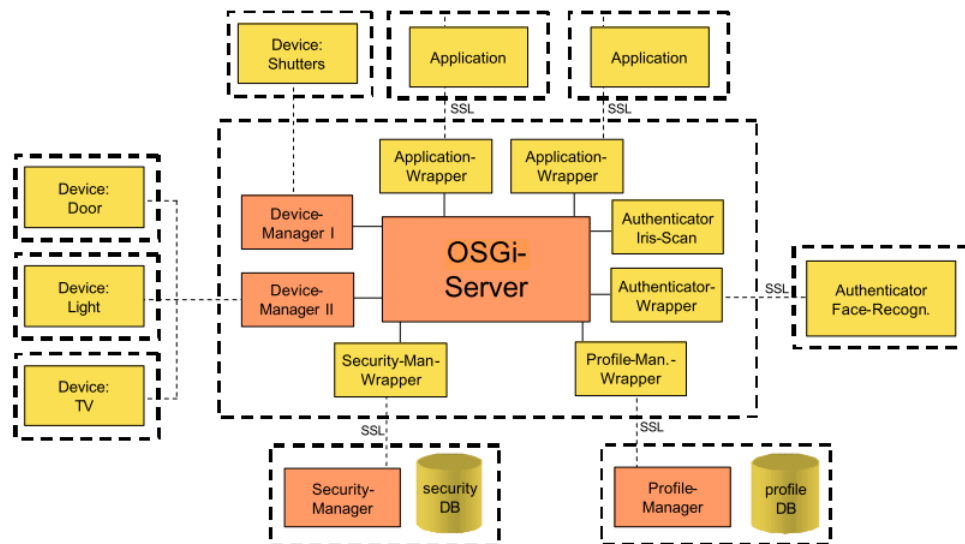 Device:
Shutters
Application
Application
SSL
SSL
Application-
Wrapper
Application-
Wrapper
Device:
Door
Device-
Manager I
Authenticator
Iris-Scan
OSGi-
Server
Device:
Light
Device-
Manager II
Authenticator-
Wrapper
SSL
Authenticator
Face-Recogn.
Security-Man-
Wrapper
Profile-Man.-
Wrapper
Device:
TV
SSL
SSL
Security-
Manager
security
DB
Profile-
Manager
profile
DB